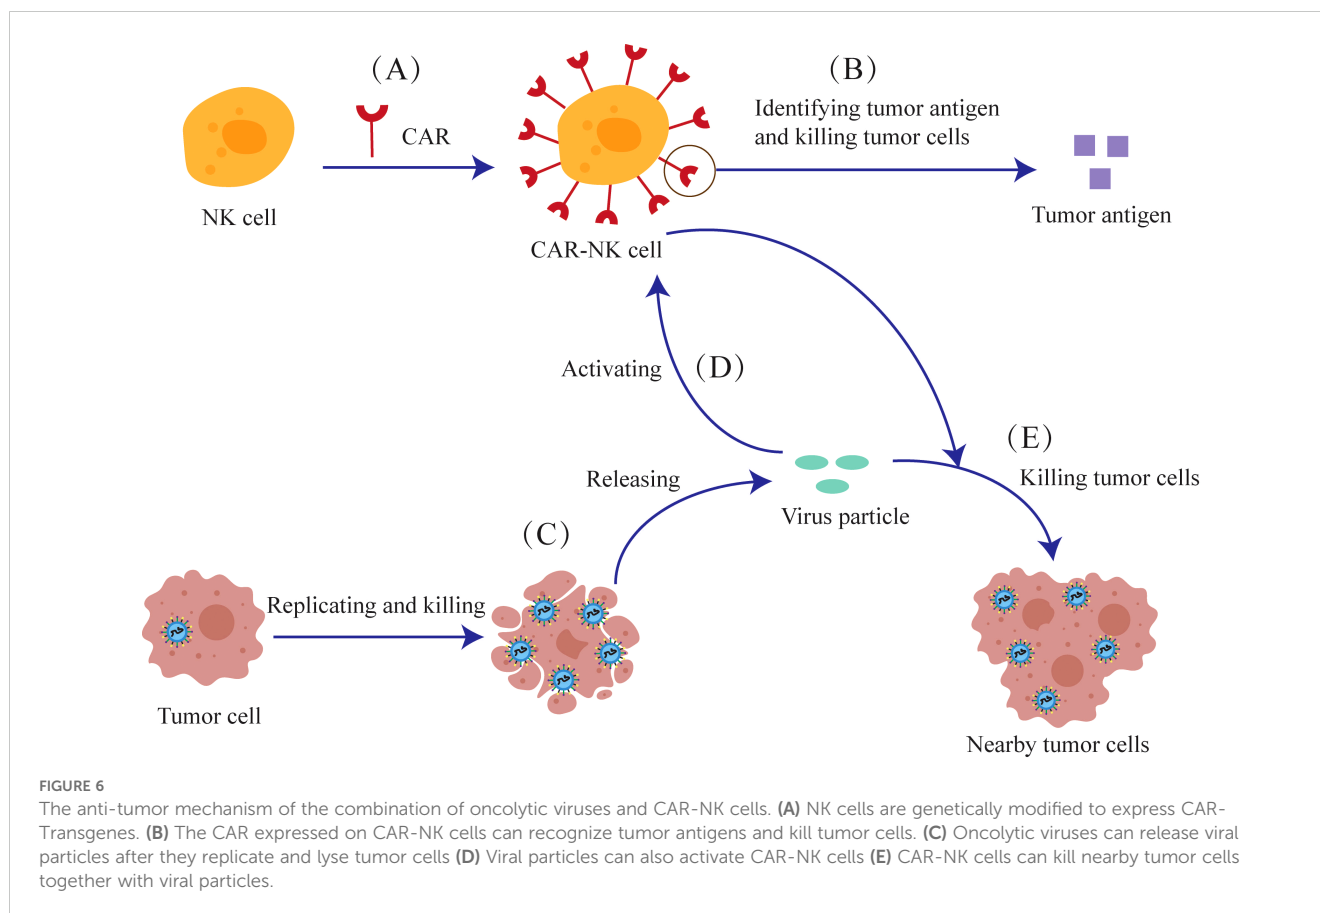 (A)
(B)
CAR
Identifying tumor antigen
and killing tumor cells
NK cell
Tumor antigen
CAR-NK cell
Activating
(D)
(E)
Releasing
Killing tumor cells
Virus particle
(C)
Replicating and killing
Tumor cell
Nearby tumor cells
FIGURE 6
The anti-tumor mechanism of the combination of oncolytic viruses and CAR-NK cells. (A) NK cells are genetically modified to express CAR-
Transgenes. (B) The CAR expressed on CAR-NK cells can recognize tumor antigens and kill tumor cells. (C) Oncolytic viruses can release viral
particles after they replicate and lyse tumor cells (D) Viral particles can also activate CAR-NK cells (E) CAR-NK cells can kill nearby tumor cells
together with viral particles.